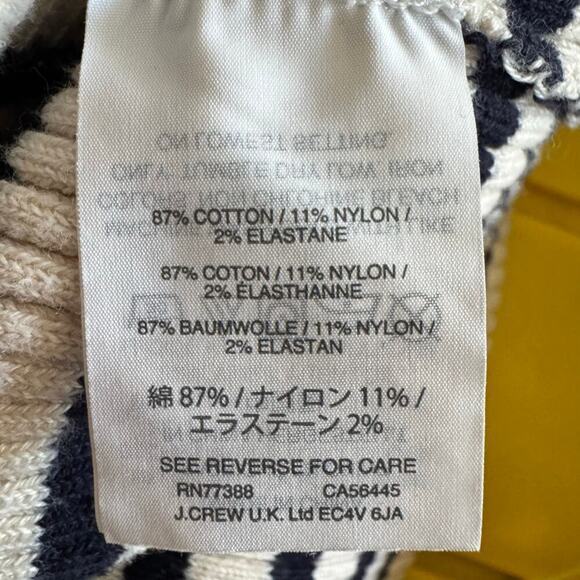 87% COTTON / 11% NYLON /
2% ELASTANE
87% COTON / 11% NYLON /
2% ÉLASTHANNE
87% BAUMWOLLE / 11% NYLON /
2% ELASTAN
綿 87% / ナイロン 11% /
エラステーン 2%
SEE REVERSE FOR CARE
RN77388 CA56445
J.CREW U.K. Ltd EC4V 6JA